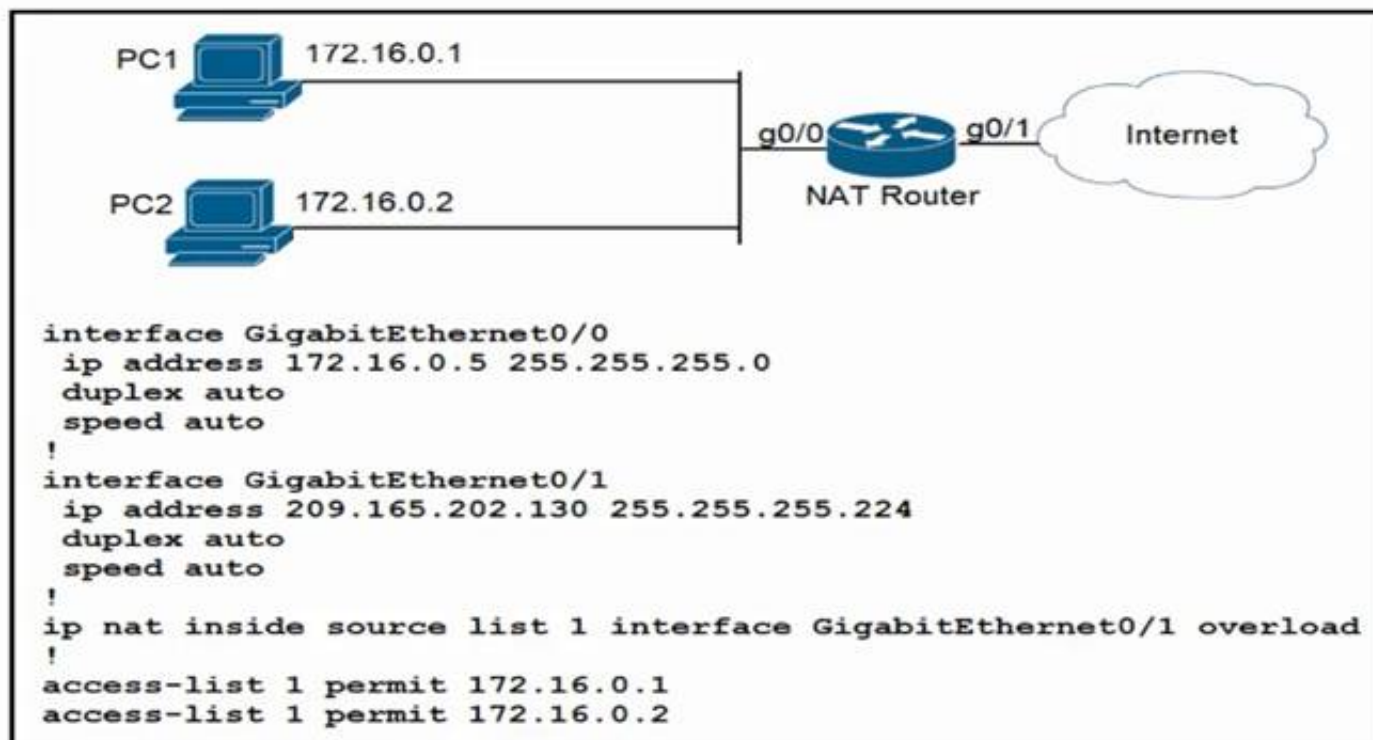 PC1
172.16.0.1
g0/0
g0/1
Internet
NAT Router
PC2
172.16.0.2
interface GigabitEthernet0/0
ip address 172.16.0.5 255.255.255.0
duplex auto
speed auto
!
interface GigabitEthernet0/1
ip address 209.165.202.130 255.255.255.224
duplex auto
speed auto
!
ip nat inside source list 1 interface GigabitEthernet0/1 overload
!
access-list 1 permit 172.16.0.1
access-list 1 permit 172.16.0.2